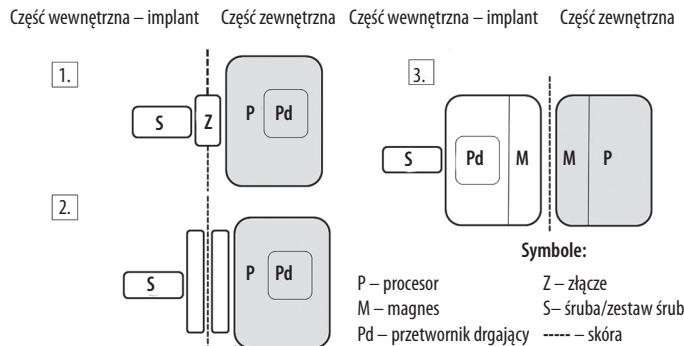 Część wewnętrzna – implant Część zewnętrzna Część wewnętrzna – implant Część zewnętrzna
1.
S Z P Pd
2.
S P Pd
3.
S Pd M M P
Symbole:
P – procesor Z – złącze
M – magnes S– śruba/zestaw śrub
Pd – przetwornik drgający ----- – skóra